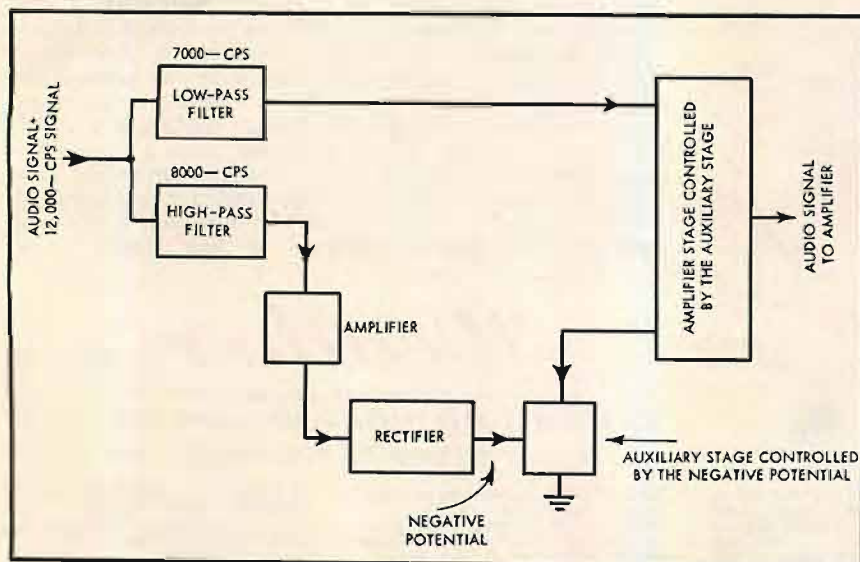 7000—CPS
LOW-PASS
FILTER
AUDIO SIGNAL+
12,000—CPS SIGNAL
8000—CPS
HIGH-PASS
FILTER
AMPLIFIER
RECTIFIER
NEGATIVE
POTENTIAL
AUXILIARY STAGE CONTROLLED
BY THE NEGATIVE POTENTIAL
AMPLIFIER STAGE CONTROLLED
BY THE AUXILIARY STAGE
AUDIO SIGNAL
TO AMPLIFIER